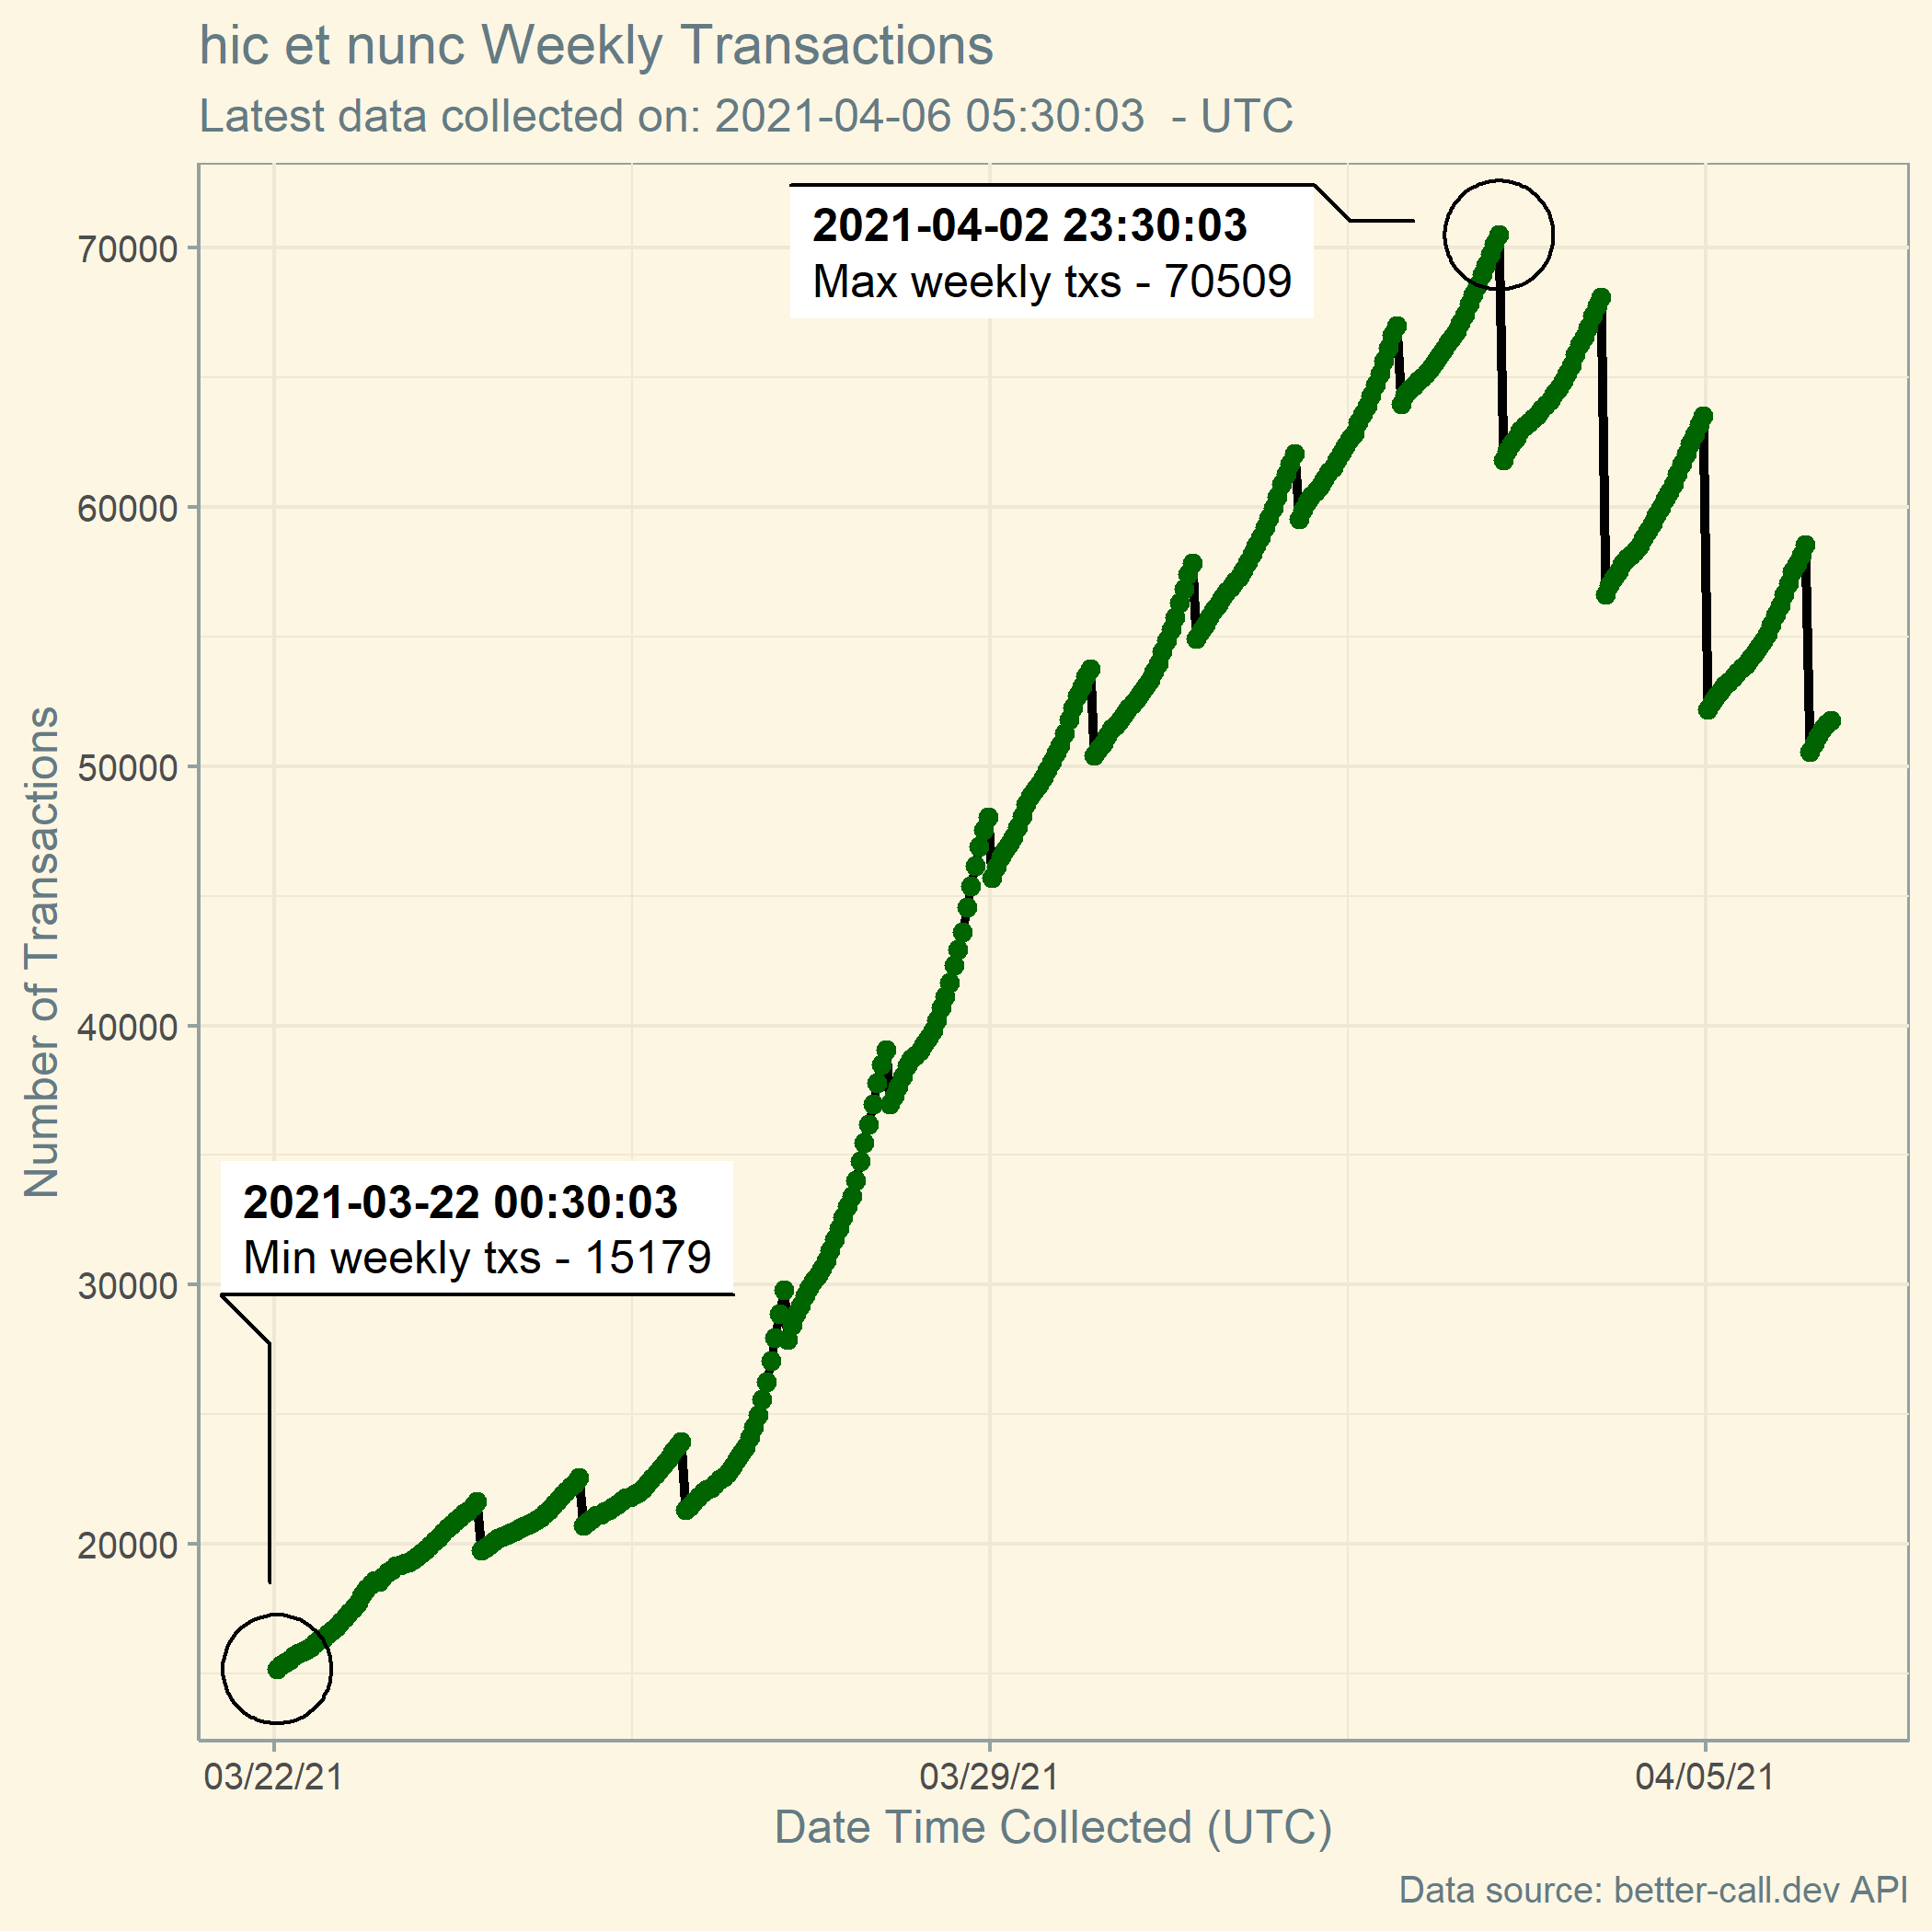 hic et nunc Weekly Transactions
Latest data collected on: 2021-04-06 05:30:03  - UTC
2021-04-02 23:30:03
Max weekly txs - 70509
70000
60000
50000
40000
30000
20000
Number of Transactions
2021-03-22 00:30:03
Min weekly txs - 15179
03/22/21
03/29/21
04/05/21
Date Time Collected (UTC)
Data source: better-call.dev API